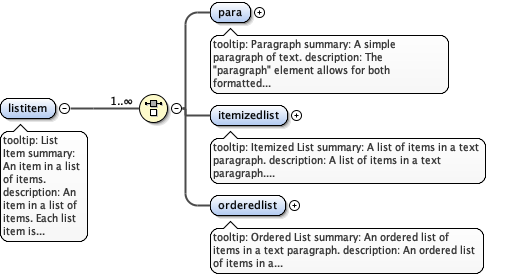 para
tooltip: Paragraph summary: A simple
paragraph of text. description: The
"paragraph" element allows for both
formatted...
listitem
1..∞
tooltip: List
Item summary:
An item in a list
of items.
description: An
item in a list of
items. Each list
item is...
itemizedlist
tooltip: Itemized List summary: A list of items in a text
paragraph. description: A list of items in a text
paragraph....
orderedlist
tooltip: Ordered List summary: An ordered list of
items in a text paragraph. description: An ordered list
of items in a...